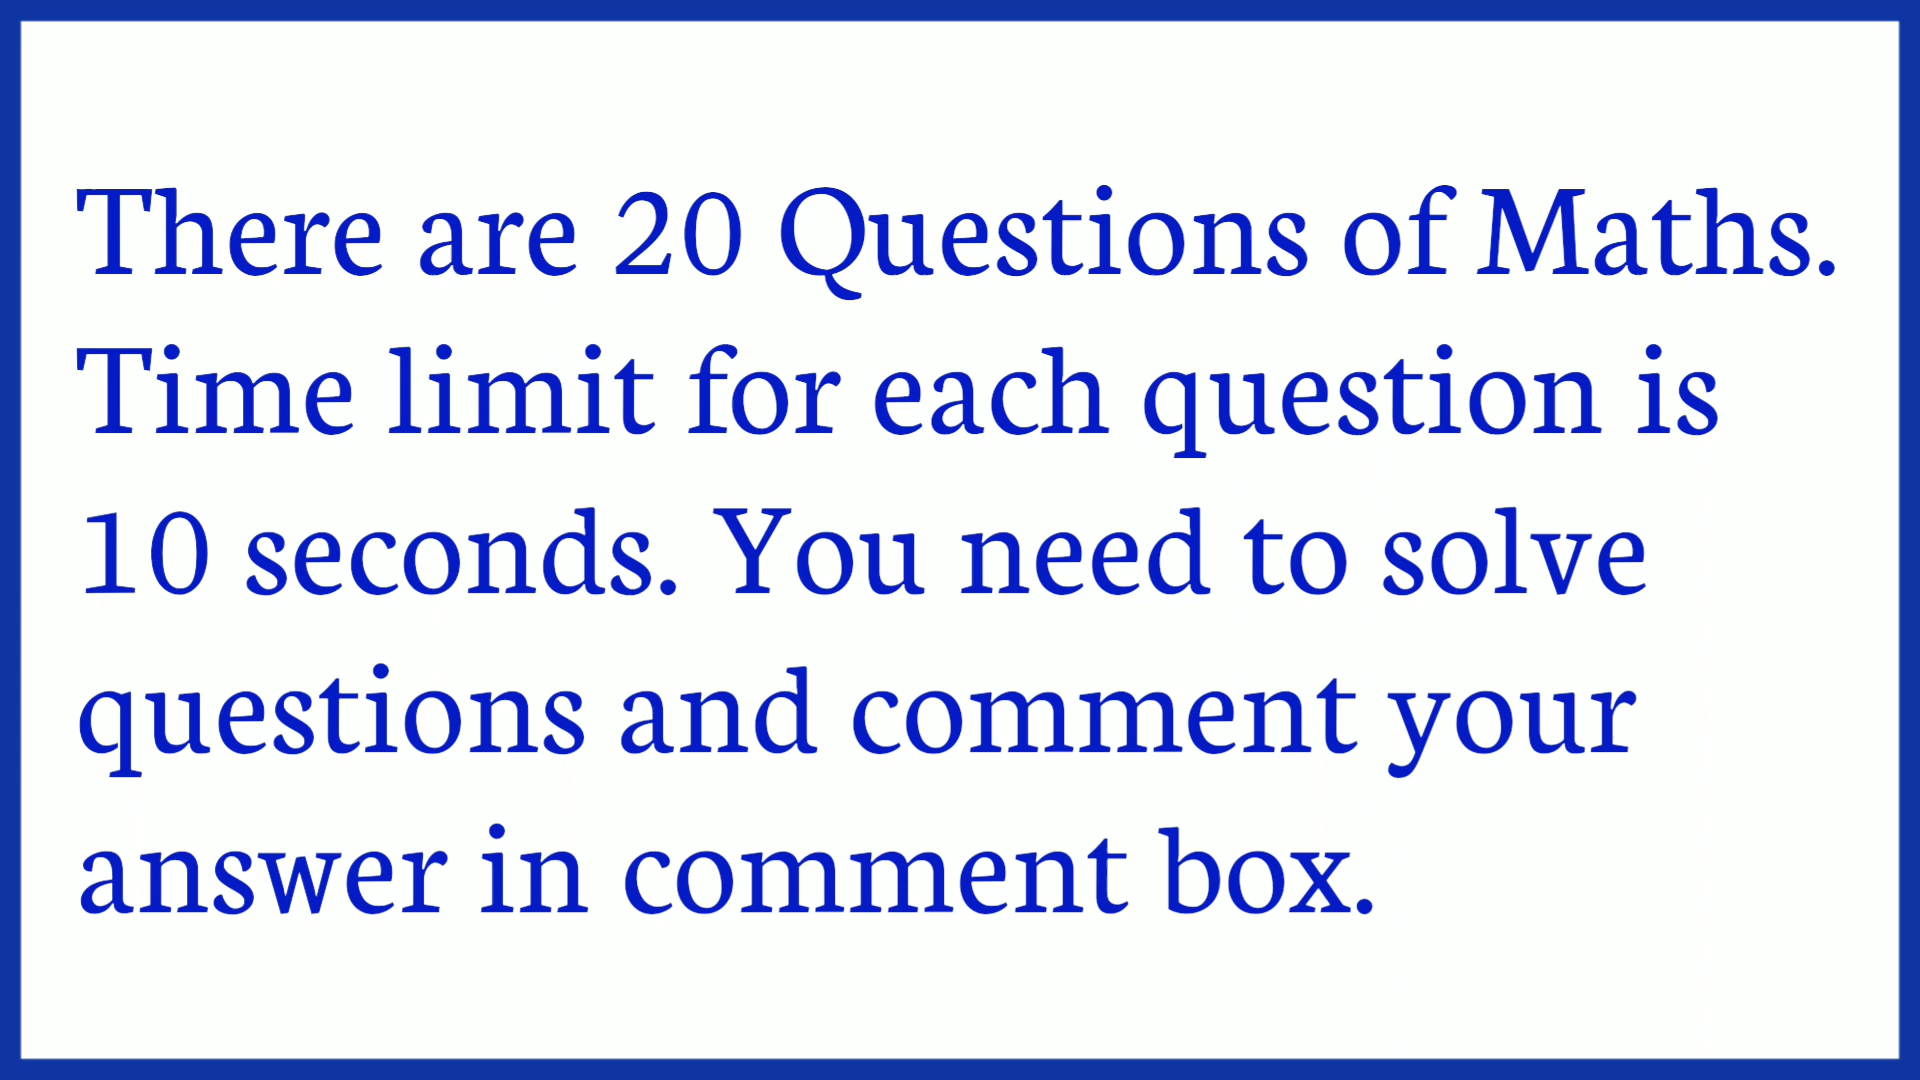 There are 20 Questions of Maths.
Time limit for each question is
10 seconds. You need to solve
questions and comment your
answer in comment box.